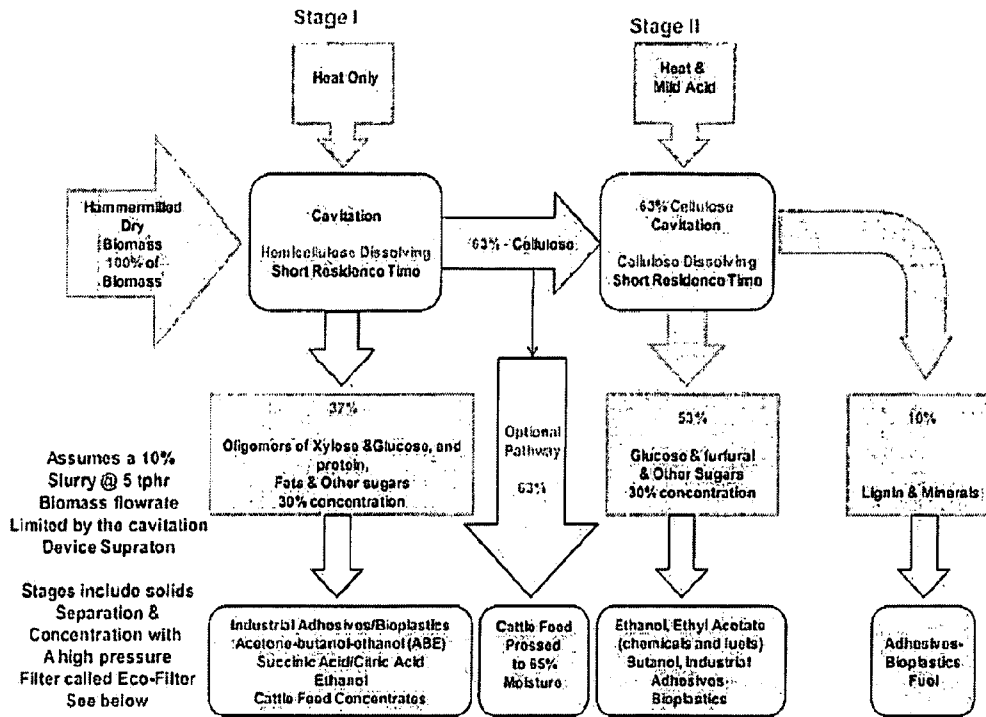 Stage I
Stage II
Heat Only
Heat &
Mild Acid
Hammermilled
Dry
Biomass
100% of
Biomass
Cavitation
Hemicellulose Dissolving
Short Residence Time
63% - Cellulose
63% Cellulose
Cavitation
Cellulose Dissolving
Short Residence Time
37%
Oligomors of Xylose &Glucose, and
protein,
Fats & Other sugars
30% concentration
Optional
Pathway
63%
53%
Glucose & furfural
& Other Sugars
30% concentration
10%
Lignin & Minerals
Assumes a 10%
Slurry @ 5 tphr
Biomass flowrate
Limited by the cavitation
Device Supraton
Stages include solids
Separation &
Concentration with
A high pressure
Filter called Eco-Filter
See below
Industrial Adhesives/Bioplastics
Acetone-butanol-ethanol (ABE)
Succinic Acid/Citric Acid
Ethanol
Cattle Feed Concentrates
Cattle Feed
Pressed
to 65%
Moisture
Ethanol, Ethyl Acetate
(chemicals and fuels)
Butanol, Industrial
Adhesives-
Bioplastics
Adhesives-
Bioplastics
Fuel